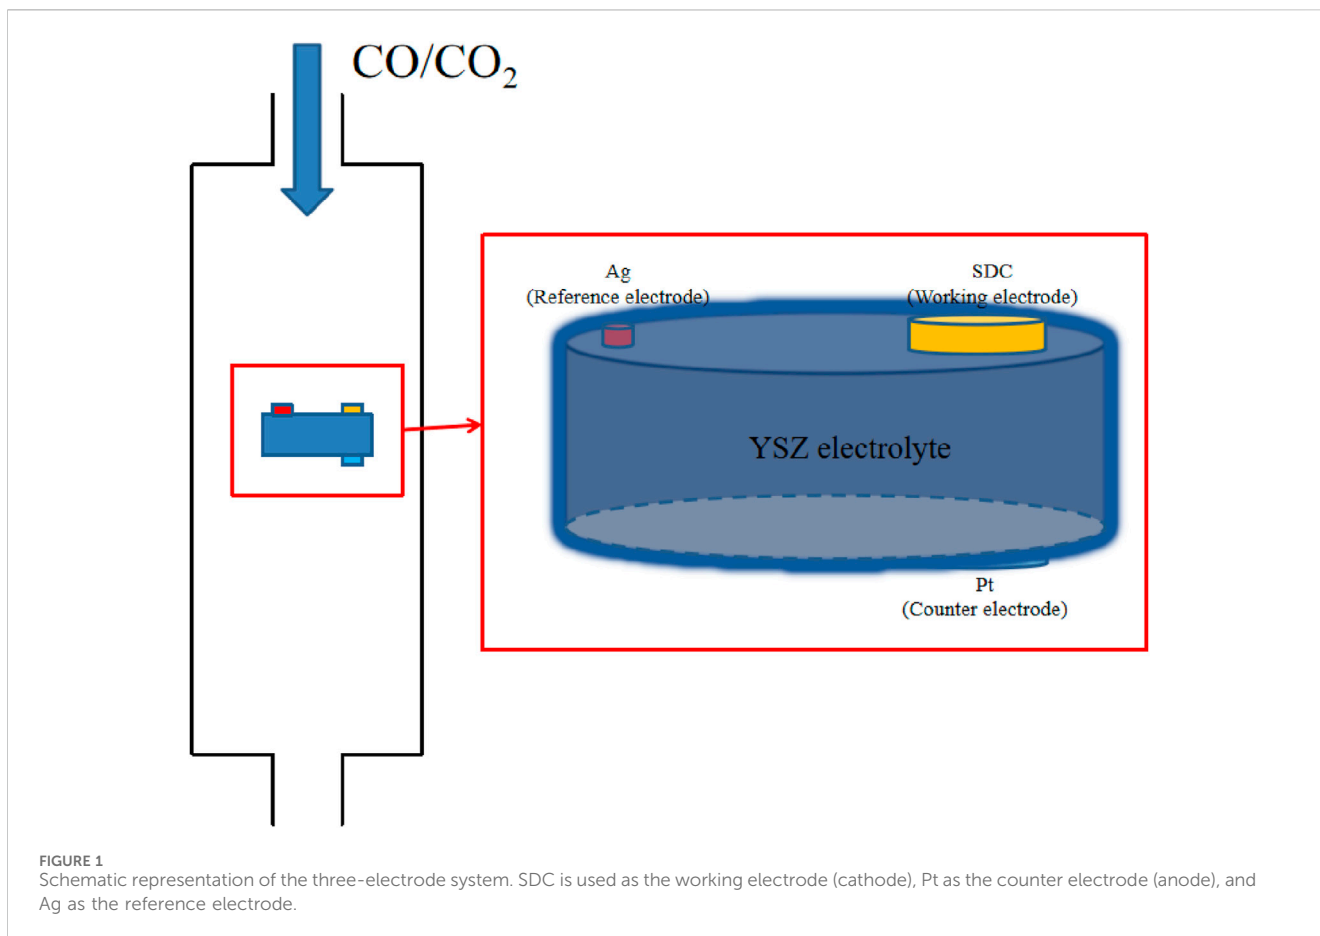 CO/CO₂
Ag
(Reference electrode)
SDC
(Working electrode)
YSZ electrolyte
Pt
(Counter electrode)
FIGURE 1
Schematic representation of the three-electrode system. SDC is used as the working electrode (cathode), Pt as the counter electrode (anode), and
Ag as the reference electrode.